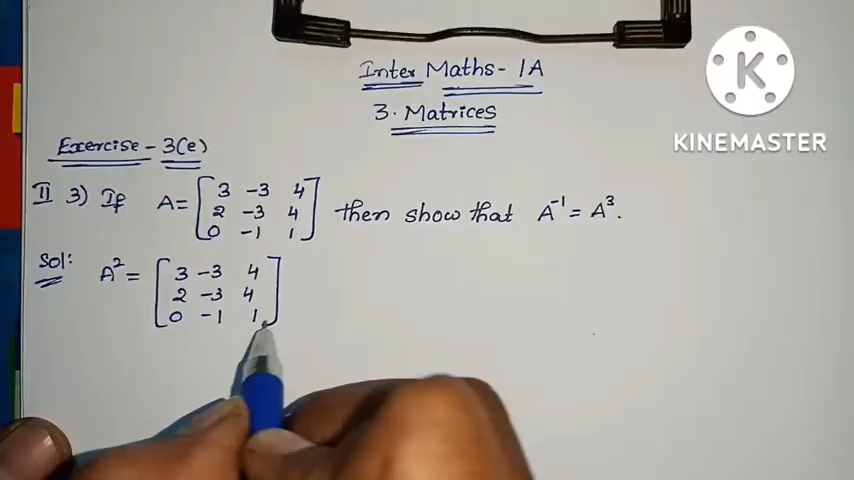 Inter Maths-1A
3. Matrices
K
KINEMASTER
Exercise - 3(e)
II 3) If A = [3 -3 4
2 -3 4
0 -1 1] then show that A⁻¹ = A³.
Sol: A² = [3 -3 4
2 -3 4
0 -1 1]